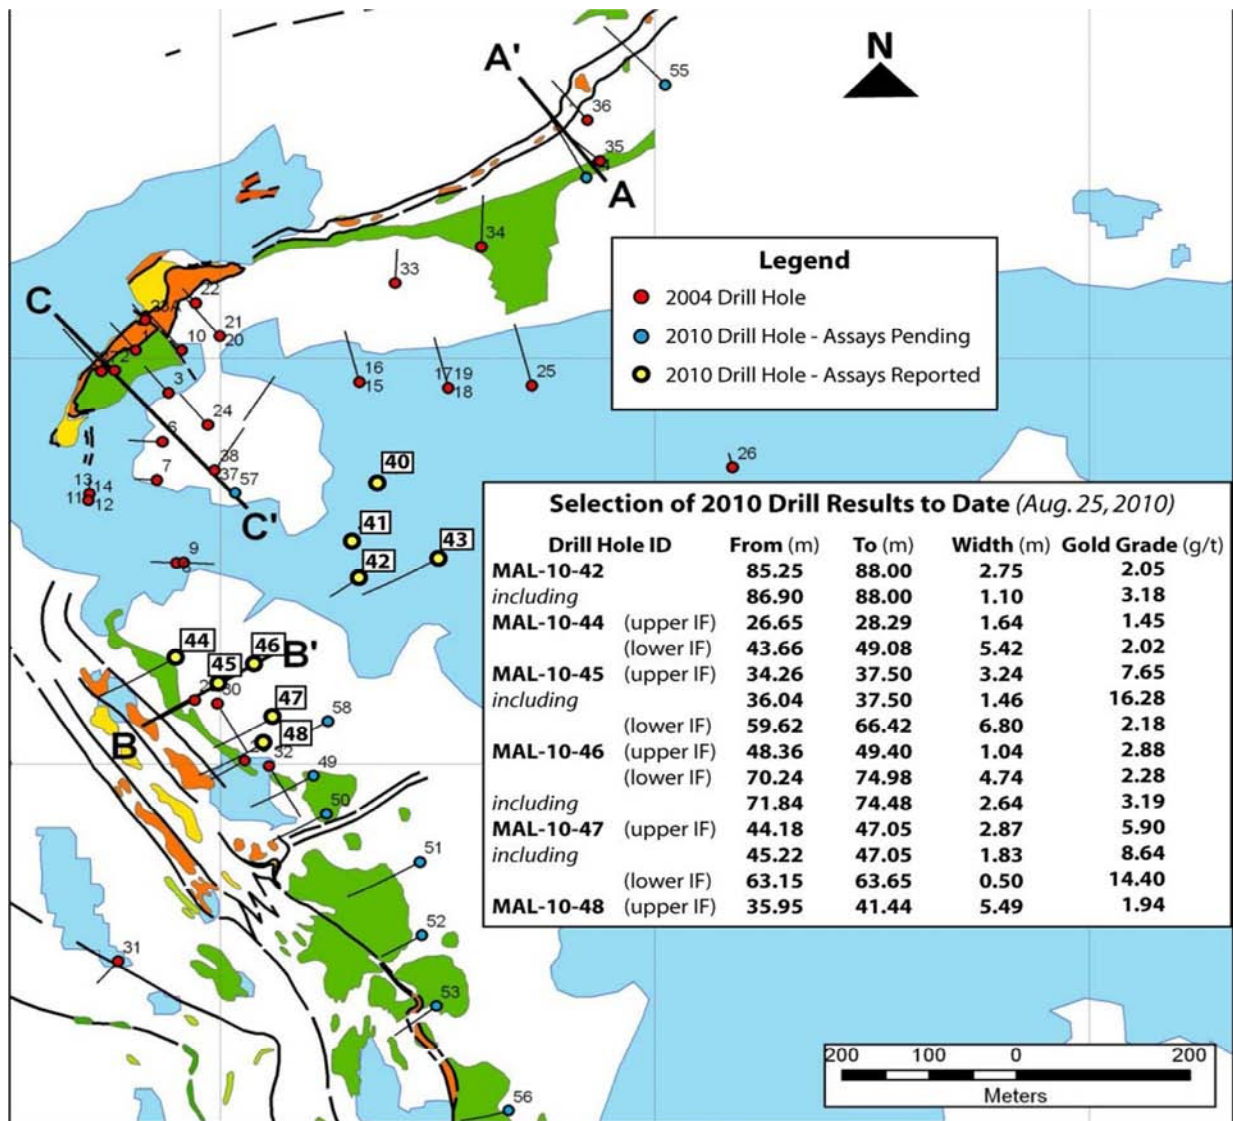 N
A'
55
36
35
A
34
33
C
22
21
20
10
1
2
3
24
6
38
37
57
7
13
14
11
12
C'
9
16
15
1719
18
25
26
40
41
42
43
44
45
46
B'
47
48
58
32
49
50
B
51
52
53
56
31
Legend
2004 Drill Hole
2010 Drill Hole - Assays Pending
2010 Drill Hole - Assays Reported
Selection of 2010 Drill Results to Date (Aug. 25, 2010)
Drill Hole ID From (m) To (m) Width (m) Gold Grade (g/t)
MAL-10-42 85.25 88.00 2.75 2.05
including 86.90 88.00 1.10 3.18
MAL-10-44 (upper IF) 26.65 28.29 1.64 1.45
(lower IF) 43.66 49.08 5.42 2.02
MAL-10-45 (upper IF) 34.26 37.50 3.24 7.65
including 36.04 37.50 1.46 16.28
(lower IF) 59.62 66.42 6.80 2.18
MAL-10-46 (upper IF) 48.36 49.40 1.04 2.88
(lower IF) 70.24 74.98 4.74 2.28
including 71.84 74.48 2.64 3.19
MAL-10-47 (upper IF) 44.18 47.05 2.87 5.90
including 45.22 47.05 1.83 8.64
(lower IF) 63.15 63.65 0.50 14.40
MAL-10-48 (upper IF) 35.95 41.44 5.49 1.94
200 100 0 200
Meters